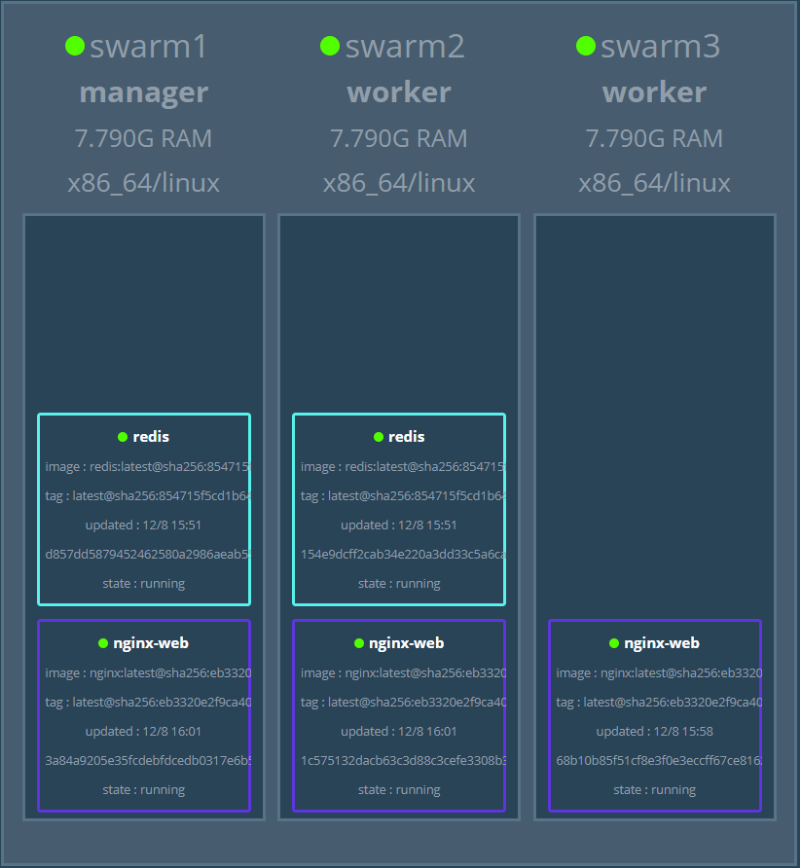 swarm1
manager
7.790G RAM
x86_64/linux
redis
image : redis:latest@sha256:854715
tag : latest@sha256:854715f5cd1b64
updated : 12/8 15:51
d857dd5879452462580a2986aeab5
state : running
nginx-web
image : nginx:latest@sha256:eb3320
tag : latest@sha256:eb3320e2f9ca40
updated : 12/8 16:01
3a84a9205e35fcdebfdcedb0317e6b5
state : running
swarm2
worker
7.790G RAM
x86_64/linux
redis
image : redis:latest@sha256:854715
tag : latest@sha256:854715f5cd1b64
updated : 12/8 15:51
154e9dcff2cab34e220a3dd33c5a6ca
state : running
nginx-web
image : nginx:latest@sha256:eb3320
tag : latest@sha256:eb3320e2f9ca40
updated : 12/8 16:01
1c575132dacb63c3d88c3cefe3308b3
state : running
swarm3
worker
7.790G RAM
x86_64/linux
nginx-web
image : nginx:latest@sha256:eb3320
tag : latest@sha256:eb3320e2f9ca40
updated : 12/8 15:58
68b10b85f51cf8e3f0e3eccff67ce816
state : running